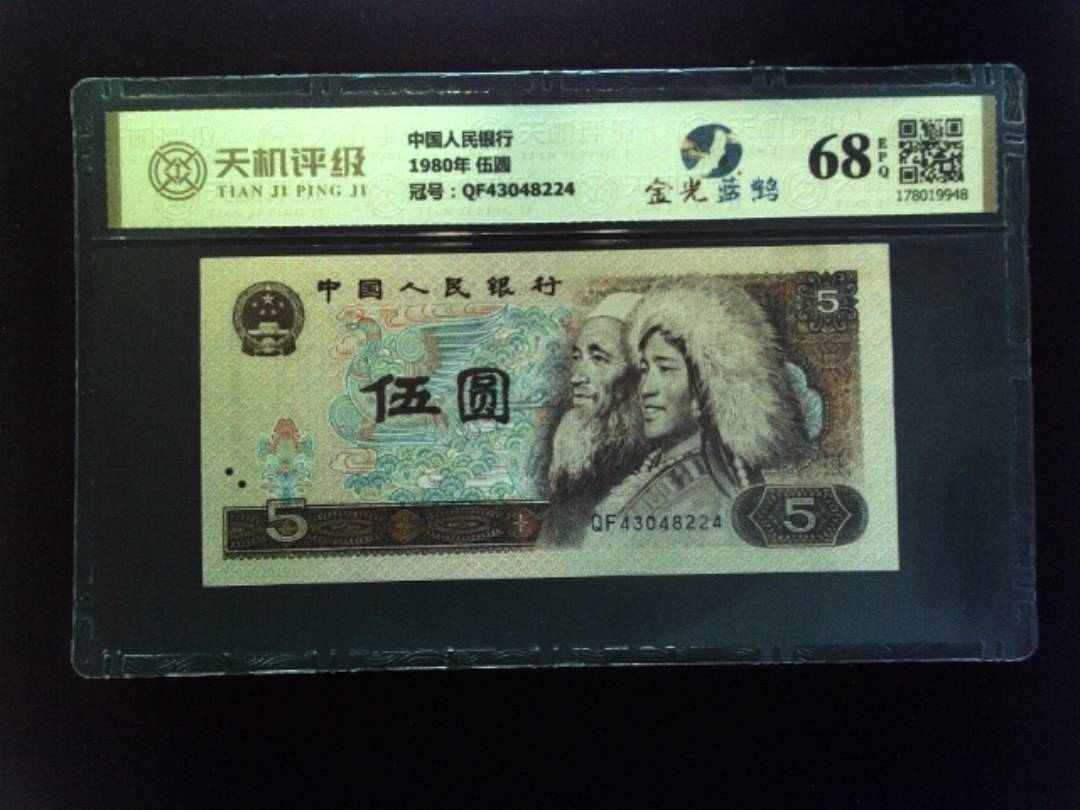 天机评级
TIAN JI PING JI
中国人民银行
1980年 伍圆
冠号：QF43048224
金光蓝鹤
68
EPQ
178019948
中国人民银行
5
伍圆
5
QF43048224
5